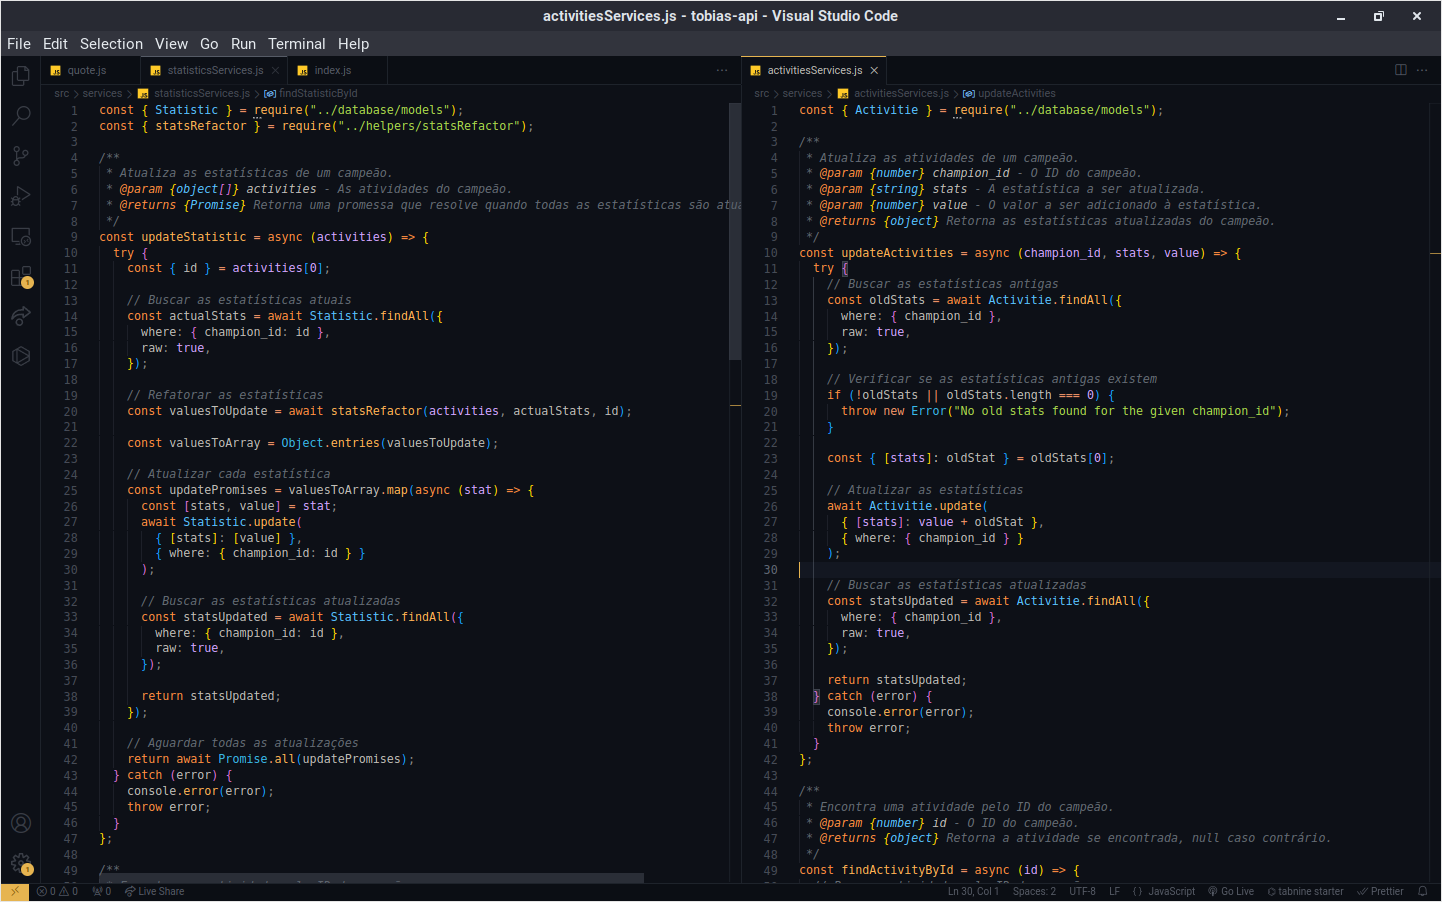 activitiesServices.js - tobias-api - Visual Studio Code
File Edit Selection View Go Run Terminal Help
quote.js statisticsServices.js index.js
src > services > statisticsServices.js > findStatisticById
1 const { Statistic } = require("../database/models");
2 const { statsRefactor } = require("../helpers/statsRefactor");
3
4 /**
5 * Atualiza as estatísticas de um campeão.
6 * @param {object[]} activities - As atividades do campeão.
7 * @returns {Promise} Retorna uma promessa que resolve quando todas as estatísticas são atua
8 */
9 const updateStatistic = async (activities) => {
10 try {
11 const { id } = activities[0];
12
13 // Buscar as estatísticas atuais
14 const actualStats = await Statistic.findAll({
15 where: { champion_id: id },
16 raw: true,
17 });
18
19 // Refatorar as estatísticas
20 const valuesToUpdate = await statsRefactor(activities, actualStats, id);
21
22 const valuesToArray = Object.entries(valuesToUpdate);
23
24 // Atualizar cada estatística
25 const updatePromises = valuesToArray.map(async (stat) => {
26 const [stats, value] = stat;
27 await Statistic.update(
28 { [stats]: [value] },
29 { where: { champion_id: id } }
30 );
31
32 // Buscar as estatísticas atualizadas
33 const statsUpdated = await Statistic.findAll({
34 where: { champion_id: id },
35 raw: true,
36 });
37
38 return statsUpdated;
39 });
40
41 // Aguardar todas as atualizações
42 return await Promise.all(updatePromises);
43 } catch (error) {
44 console.error(error);
45 throw error;
46 }
47 };
48
49 /**
activitiesServices.js
src > services > activitiesServices.js > updateActivities
1 const { Activitie } = require("../database/models");
2
3 /**
4 * Atualiza as atividades de um campeão.
5 * @param {number} champion_id - O ID do campeão.
6 * @param {string} stats - A estatística a ser atualizada.
7 * @param {number} value - O valor a ser adicionado à estatística.
8 * @returns {object} Retorna as estatísticas atualizadas do campeão.
9 */
10 const updateActivities = async (champion_id, stats, value) => {
11 try {
12 // Buscar as estatísticas antigas
13 const oldStats = await Activitie.findAll({
14 where: { champion_id },
15 raw: true,
16 });
17
18 // Verificar se as estatísticas antigas existem
19 if (!oldStats || oldStats.length === 0) {
20 throw new Error("No old stats found for the given champion_id");
21 }
22
23 const { [stats]: oldStat } = oldStats[0];
24
25 // Atualizar as estatísticas
26 await Activitie.update(
27 { [stats]: value + oldStat },
28 { where: { champion_id } }
29 );
30
31 // Buscar as estatísticas atualizadas
32 const statsUpdated = await Activitie.findAll({
33 where: { champion_id },
34 raw: true,
35 });
36
37 return statsUpdated;
38 } catch (error) {
39 console.error(error);
40 throw error;
41 }
42 };
43
44 /**
45 * Encontra uma atividade pelo ID do campeão.
46 * @param {number} id - O ID do campeão.
47 * @returns {object} Retorna a atividade se encontrada, null caso contrário.
48 */
49 const findActivityById = async (id) => {
1
1
0 0 0 Live Share Ln 30, Col 1 Spaces: 2 UTF-8 LF {} JavaScript Go Live tabnine starter Prettier